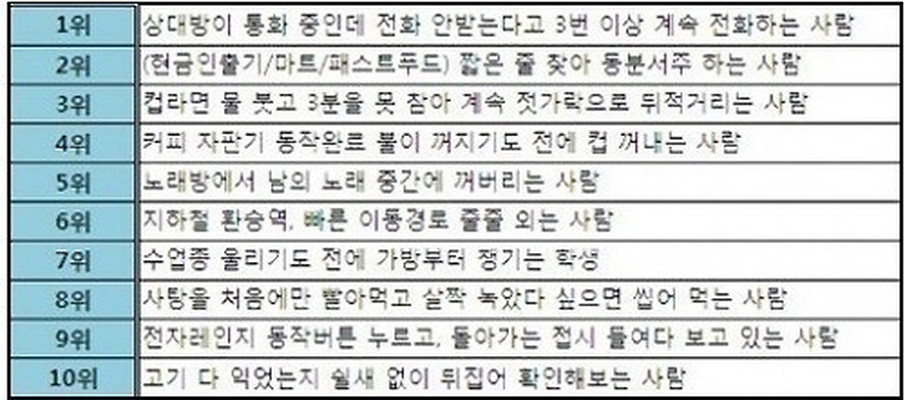 1위 상대방이 통화 중인데 전화 안받는다고 3번 이상 계속 전화하는 사람
2위 (현금인출기/마트/패스트푸드) 짧은 줄 찾아 동분서주 하는 사람
3위 컵라면 물 붓고 3분을 못 참아 계속 젓가락으로 뒤적거리는 사람
4위 커피 자판기 동작완료 불이 꺼지기도 전에 컵 꺼내는 사람
5위 노래방에서 남의 노래 중간에 꺼버리는 사람
6위 지하철 환승역, 빠른 이동경로 줄줄 외는 사람
7위 수업종 울리기도 전에 가방부터 챙기는 학생
8위 사탕을 처음에만 빨아먹고 살짝 녹았다 싶으면 씹어 먹는 사람
9위 전자레인지 동작버튼 누르고, 돌아가는 접시 들여다 보고 있는 사람
10위 고기 다 익었는지 쉴새 없이 뒤집어 확인해보는 사람